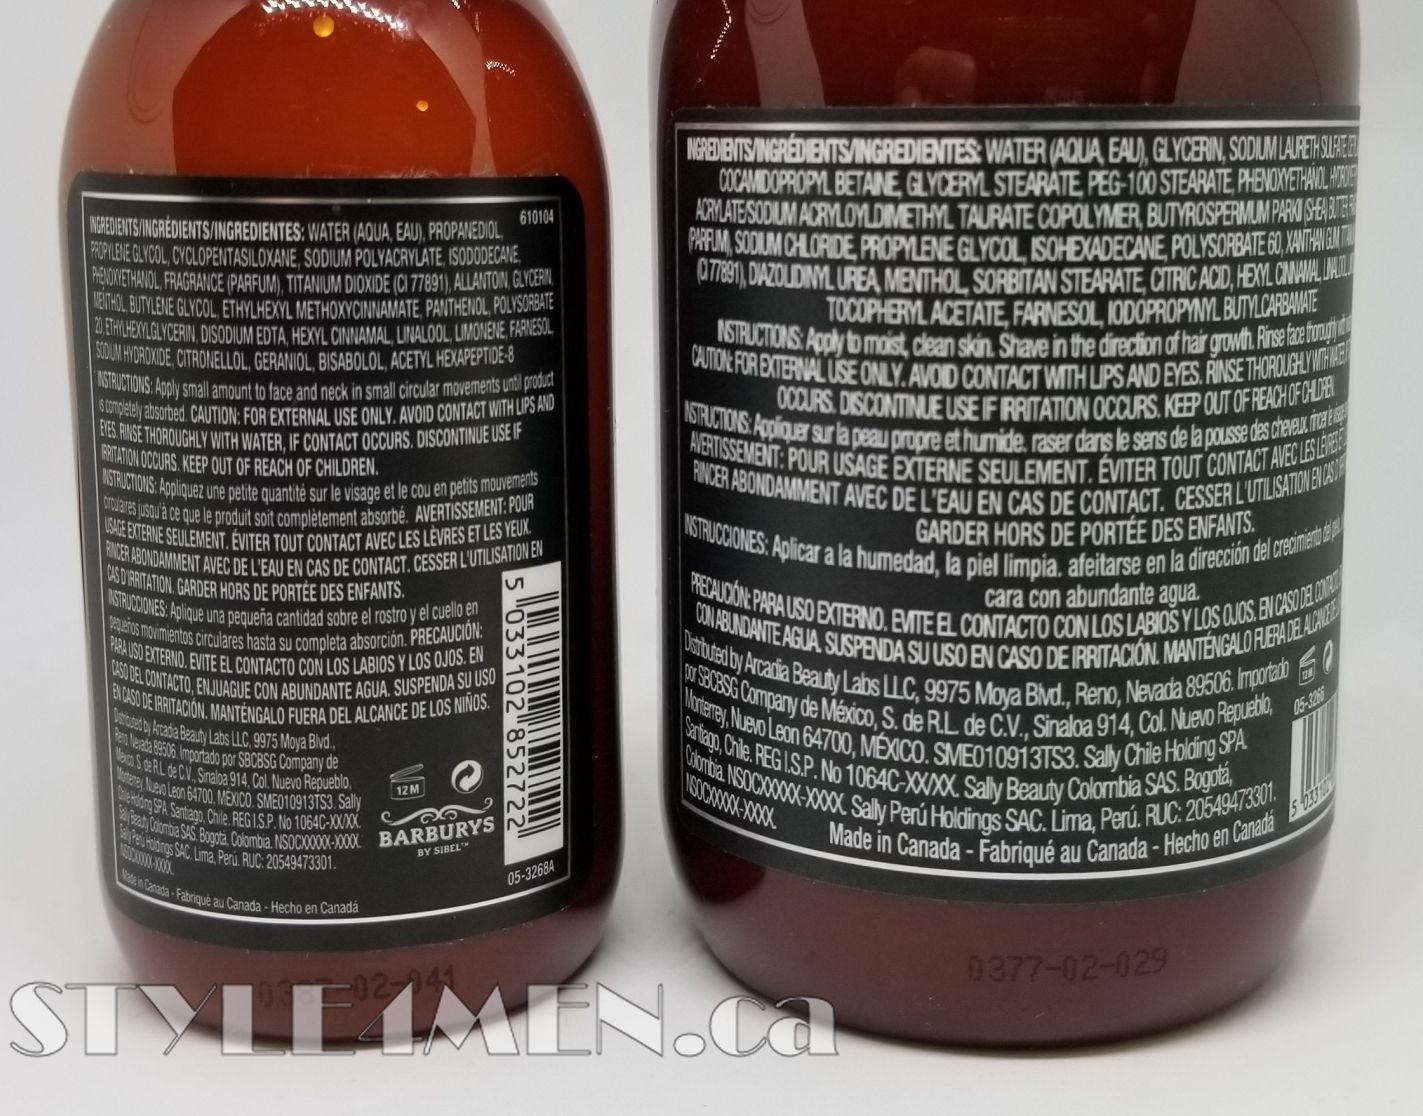 INGREDIENTS/INGRÉDIENTS/INGREDIENTES: WATER (AQUA, EAU), PROPANEDIOL,
610104
PROPYLENE GLYCOL, CYCLOPENTASILOXANE, SODIUM POLYACRYLATE, ISODODECANE,
PHENOXYETHANOL, FRAGRANCE (PARFUM), TITANIUM DIOXIDE (CI 77891), ALLANTOIN, GLYCERIN,
MENTHOL, BUTYLENE GLYCOL, ETHYLHEXYL METHOXYCINNAMATE, PANTHENOL, POLYSORBATE
20, ETHYLHEXYLGLYCERIN, DISODIUM EDTA, HEXYL CINNAMAL, LINALOOL, LIMONENE, FARNESOL,
SODIUM HYDROXIDE, CITRONELLOL, GERANIOL, BISABOLOL, ACETYL HEXAPEPTIDE-8
INSTRUCTIONS: Apply small amount to face and neck in small circular movements until product
is completely absorbed. CAUTION: FOR EXTERNAL USE ONLY. AVOID CONTACT WITH LIPS AND
EYES. RINSE THOROUGHLY WITH WATER, IF CONTACT OCCURS. DISCONTINUE USE IF
IRRITATION OCCURS. KEEP OUT OF REACH OF CHILDREN.
INSTRUCTIONS: Appliquez une petite quantité sur le visage et le cou en petits mouvements
circulaires jusqu'à ce que le produit soit complètement absorbé. AVERTISSEMENT: POUR
USAGE EXTERNE SEULEMENT. ÉVITER TOUT CONTACT AVEC LES LÈVRES ET LES YEUX.
RINCER ABONDAMMENT AVEC DE L'EAU EN CAS DE CONTACT. CESSER L'UTILISATION EN
CAS D'IRRITATION. GARDER HORS DE PORTÉE DES ENFANTS.
INSTRUCCIONES: Aplique una pequeña cantidad sobre el rostro y el cuello en
pequeños movimientos circulares hasta su completa absorción. PRECAUCIÓN:
PARA USO EXTERNO. EVITE EL CONTACTO CON LOS LABIOS Y LOS OJOS. EN
CASO DEL CONTACTO, ENJUAGUE CON ABUNDANTE AGUA. SUSPENDA SU USO
EN CASO DE IRRITACIÓN. MANTÉNGALO FUERA DEL ALCANCE DE LOS NIÑOS.
Distributed by Arcadia Beauty Labs LLC, 9975 Moya Blvd.,
Reno, Nevada 89506. Importado por SBCBSG Company de
México, S. de R.L. de C.V., Sinaloa 914, Col. Nuevo Repueblo,
Monterrey, Nuevo Leon 64700, MÉXICO. SME010913TS3. Sally
Chile Holding SPA. Santiago, Chile. REG I.S.P. No 1064C-XX/XX.
Sally Beauty Colombia SAS. Bogotá, Colombia. NSOCXXXXX-XXXX.
Sally Perú Holdings SAC. Lima, Perú. RUC: 20549473301.
NSOCXXXX-XXX.
Made in Canada - Fabriqué au Canada - Hecho en Canadá
12 M
BARBURYS
BY SIBEL™
5 033102 852722
05-3268A
02-041
INGREDIENTS/INGRÉDIENTS/INGREDIENTES: WATER (AQUA, EAU), GLYCERIN, SODIUM LAURETH SULFATE,
COCAMIDOPROPYL BETAINE, GLYCERYL STEARATE, PEG-100 STEARATE, PHENOXYETHANOL,
ACRYLATE/SODIUM ACRYLOYLDIMETHYL TAURATE COPOLYMER, BUTYROSPERMUM PARKII (SHEA) BUTTER,
(PARFUM), SODIUM CHLORIDE, PROPYLENE GLYCOL, ISOHEXADECANE, POLYSORBATE 60, XANTHAN GUM,
(CI 77891), DIAZOLIDINYL UREA, MENTHOL, SORBITAN STEARATE, CITRIC ACID, HEXYL CINNAMAL, LINALOOL,
TOCOPHERYL ACETATE, FARNESOL, IODOPROPYNYL BUTYLCARBAMATE
INSTRUCTIONS: Apply to moist, clean skin. Shave in the direction of hair growth. Rinse face thoroughly with
CAUTION: FOR EXTERNAL USE ONLY. AVOID CONTACT WITH LIPS AND EYES. RINSE THOROUGHLY WITH WATER,
OCCURS. DISCONTINUE USE IF IRRITATION OCCURS. KEEP OUT OF REACH OF CHILDREN.
INSTRUCTIONS: Appliquer sur la peau propre et humide. raser dans le sens de la pousse des cheveux. rincer le visage
AVERTISSEMENT: POUR USAGE EXTERNE SEULEMENT. ÉVITER TOUT CONTACT AVEC LES LÈVRES ET
RINCER ABONDAMMENT AVEC DE L'EAU EN CAS DE CONTACT. CESSER L'UTILISATION EN CAS
GARDER HORS DE PORTÉE DES ENFANTS.
INSTRUCCIONES: Aplicar a la humedad, la piel limpia. afeitarse en la dirección del crecimiento del pelo.
cara con abundante agua.
PRECAUCIÓN: PARA USO EXTERNO. EVITE EL CONTACTO CON LOS LABIOS Y LOS OJOS. EN CASO DEL CONTACTO,
CON ABUNDANTE AGUA. SUSPENDA SU USO EN CASO DE IRRITACIÓN. MANTÉNGALO FUERA DEL ALCANCE DE
Distributed by Arcadia Beauty Labs LLC, 9975 Moya Blvd., Reno, Nevada 89506. Importado
por SBCBSG Company de México, S. de R.L. de C.V., Sinaloa 914, Col. Nuevo Repueblo,
Monterrey, Nuevo Leon 64700, MÉXICO. SME010913TS3. Sally Chile Holding SPA.
Santiago, Chile. REG I.S.P. No 1064C-XX/XX. Sally Beauty Colombia SAS. Bogotá,
Colombia. NSOCXXXXX-XXXX. Sally Perú Holdings SAC. Lima, Perú. RUC: 20549473301.
NSOCXXXX-XXX.
Made in Canada - Fabriqué au Canada - Hecho en Canadá
12 M
05-3266
0377-02-029
STYLE4MEN.ca